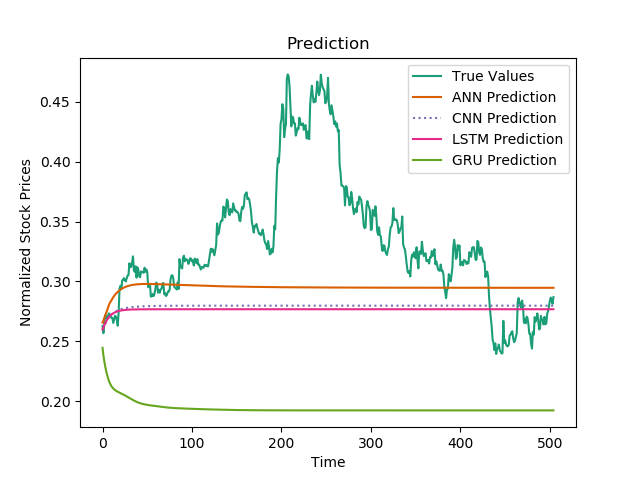 Prediction
True Values
ANN Prediction
CNN Prediction
LSTM Prediction
GRU Prediction
Normalized Stock Prices
0.45
0.40
0.35
0.30
0.25
0.20
0 100 200 300 400 500
Time